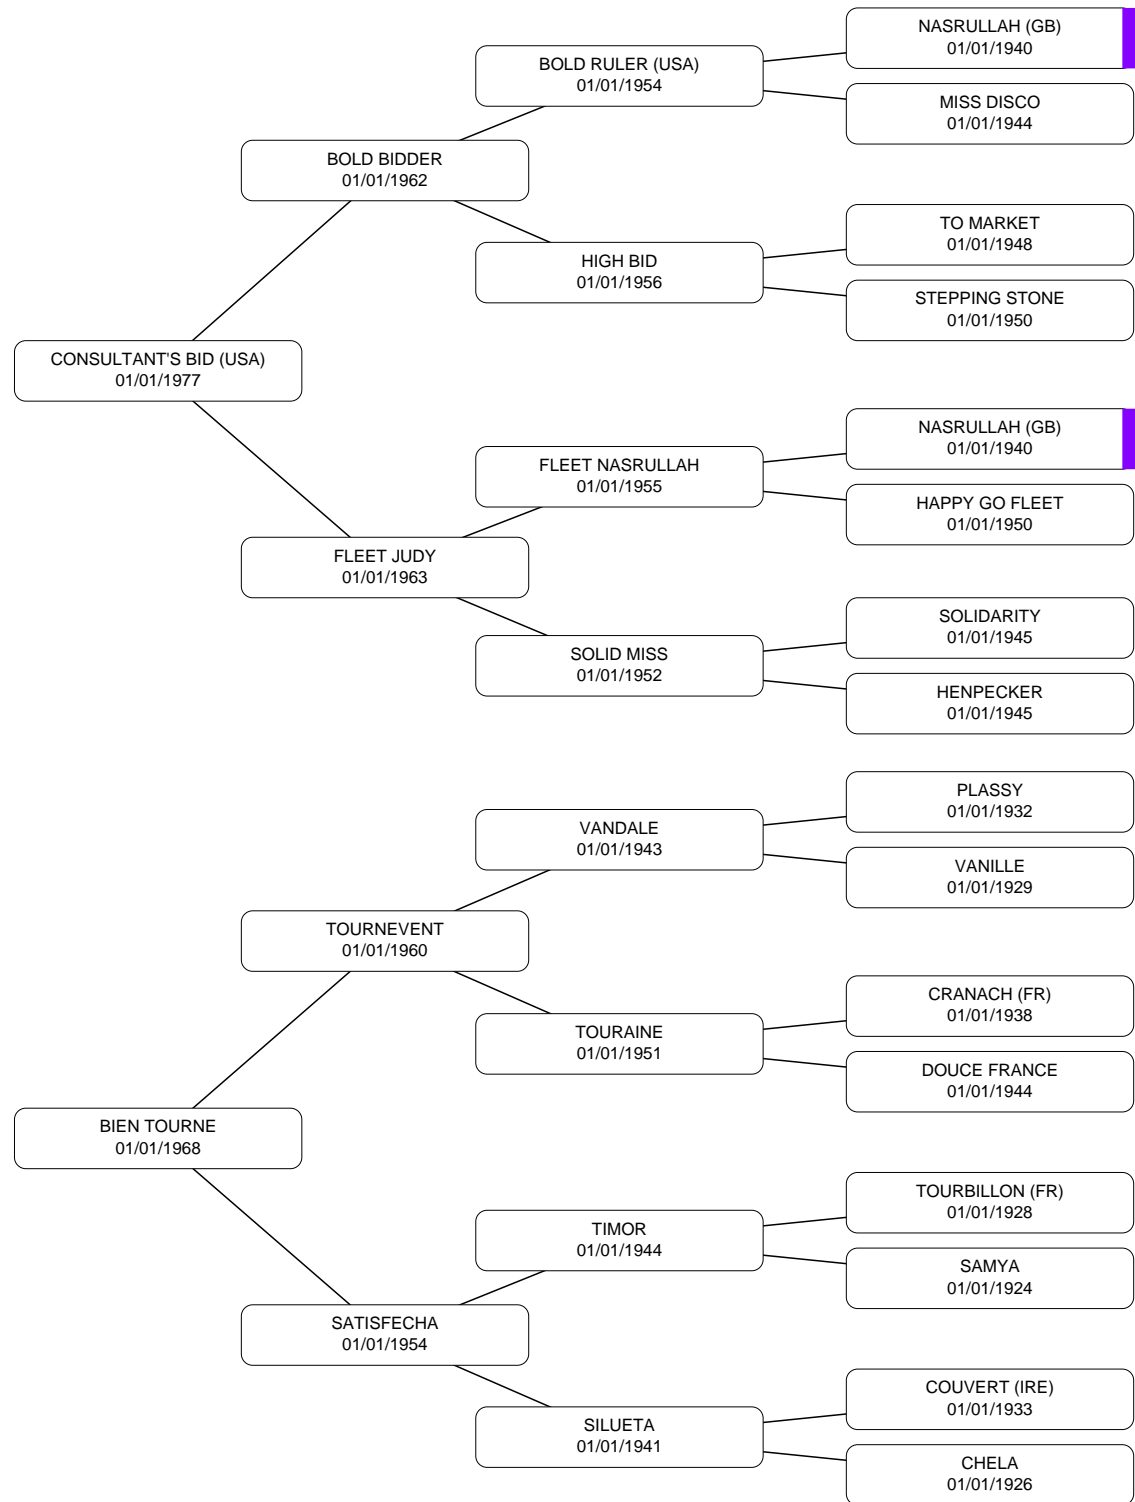 NASRULLAH (GB)
01/01/1940
BOLD RULER (USA)
01/01/1954
MISS DISCO
01/01/1944
BOLD BIDDER
01/01/1962
TO MARKET
01/01/1948
HIGH BID
01/01/1956
STEPPING STONE
01/01/1950
CONSULTANT'S BID (USA)
01/01/1977
NASRULLAH (GB)
01/01/1940
FLEET NASRULLAH
01/01/1955
HAPPY GO FLEET
01/01/1950
FLEET JUDY
01/01/1963
SOLIDARITY
01/01/1945
SOLID MISS
01/01/1952
HENPECKER
01/01/1945
PLASSY
01/01/1932
VANDALE
01/01/1943
VANILLE
01/01/1929
TOURNEVENT
01/01/1960
CRANACH (FR)
01/01/1938
TOURAINE
01/01/1951
DOUCE FRANCE
01/01/1944
BIEN TOURNE
01/01/1968
TOURBILLON (FR)
01/01/1928
TIMOR
01/01/1944
SAMYA
01/01/1924
SATISFECHA
01/01/1954
COUVERT (IRE)
01/01/1933
SILUETA
01/01/1941
CHELA
01/01/1926